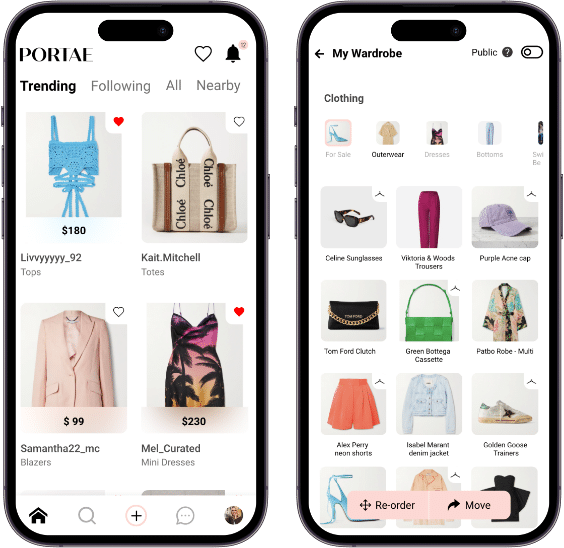 PORTAE
12
Trending Following All Nearby
Chloé Chloé
Chloé Chloé
$180
Livvyyyyy_92 Kait.Mitchell
Tops Totes
$ 99 $230
Samantha22_mc Mel_Curated
Blazers Mini Dresses
My Wardrobe Public ?
Clothing
For Sale Outerwear Dresses Bottoms Swi
Be
Celine Sunglasses Viktoria & Woods Purple Acne cap
Trousers
TOM FORD
Tom Ford Clutch Green Bottega Patbo Robe - Multi
Cassette
Alex Perry Isabel Marant Golden Goose
neon shorts denim jacket Trainers
Re-order Move